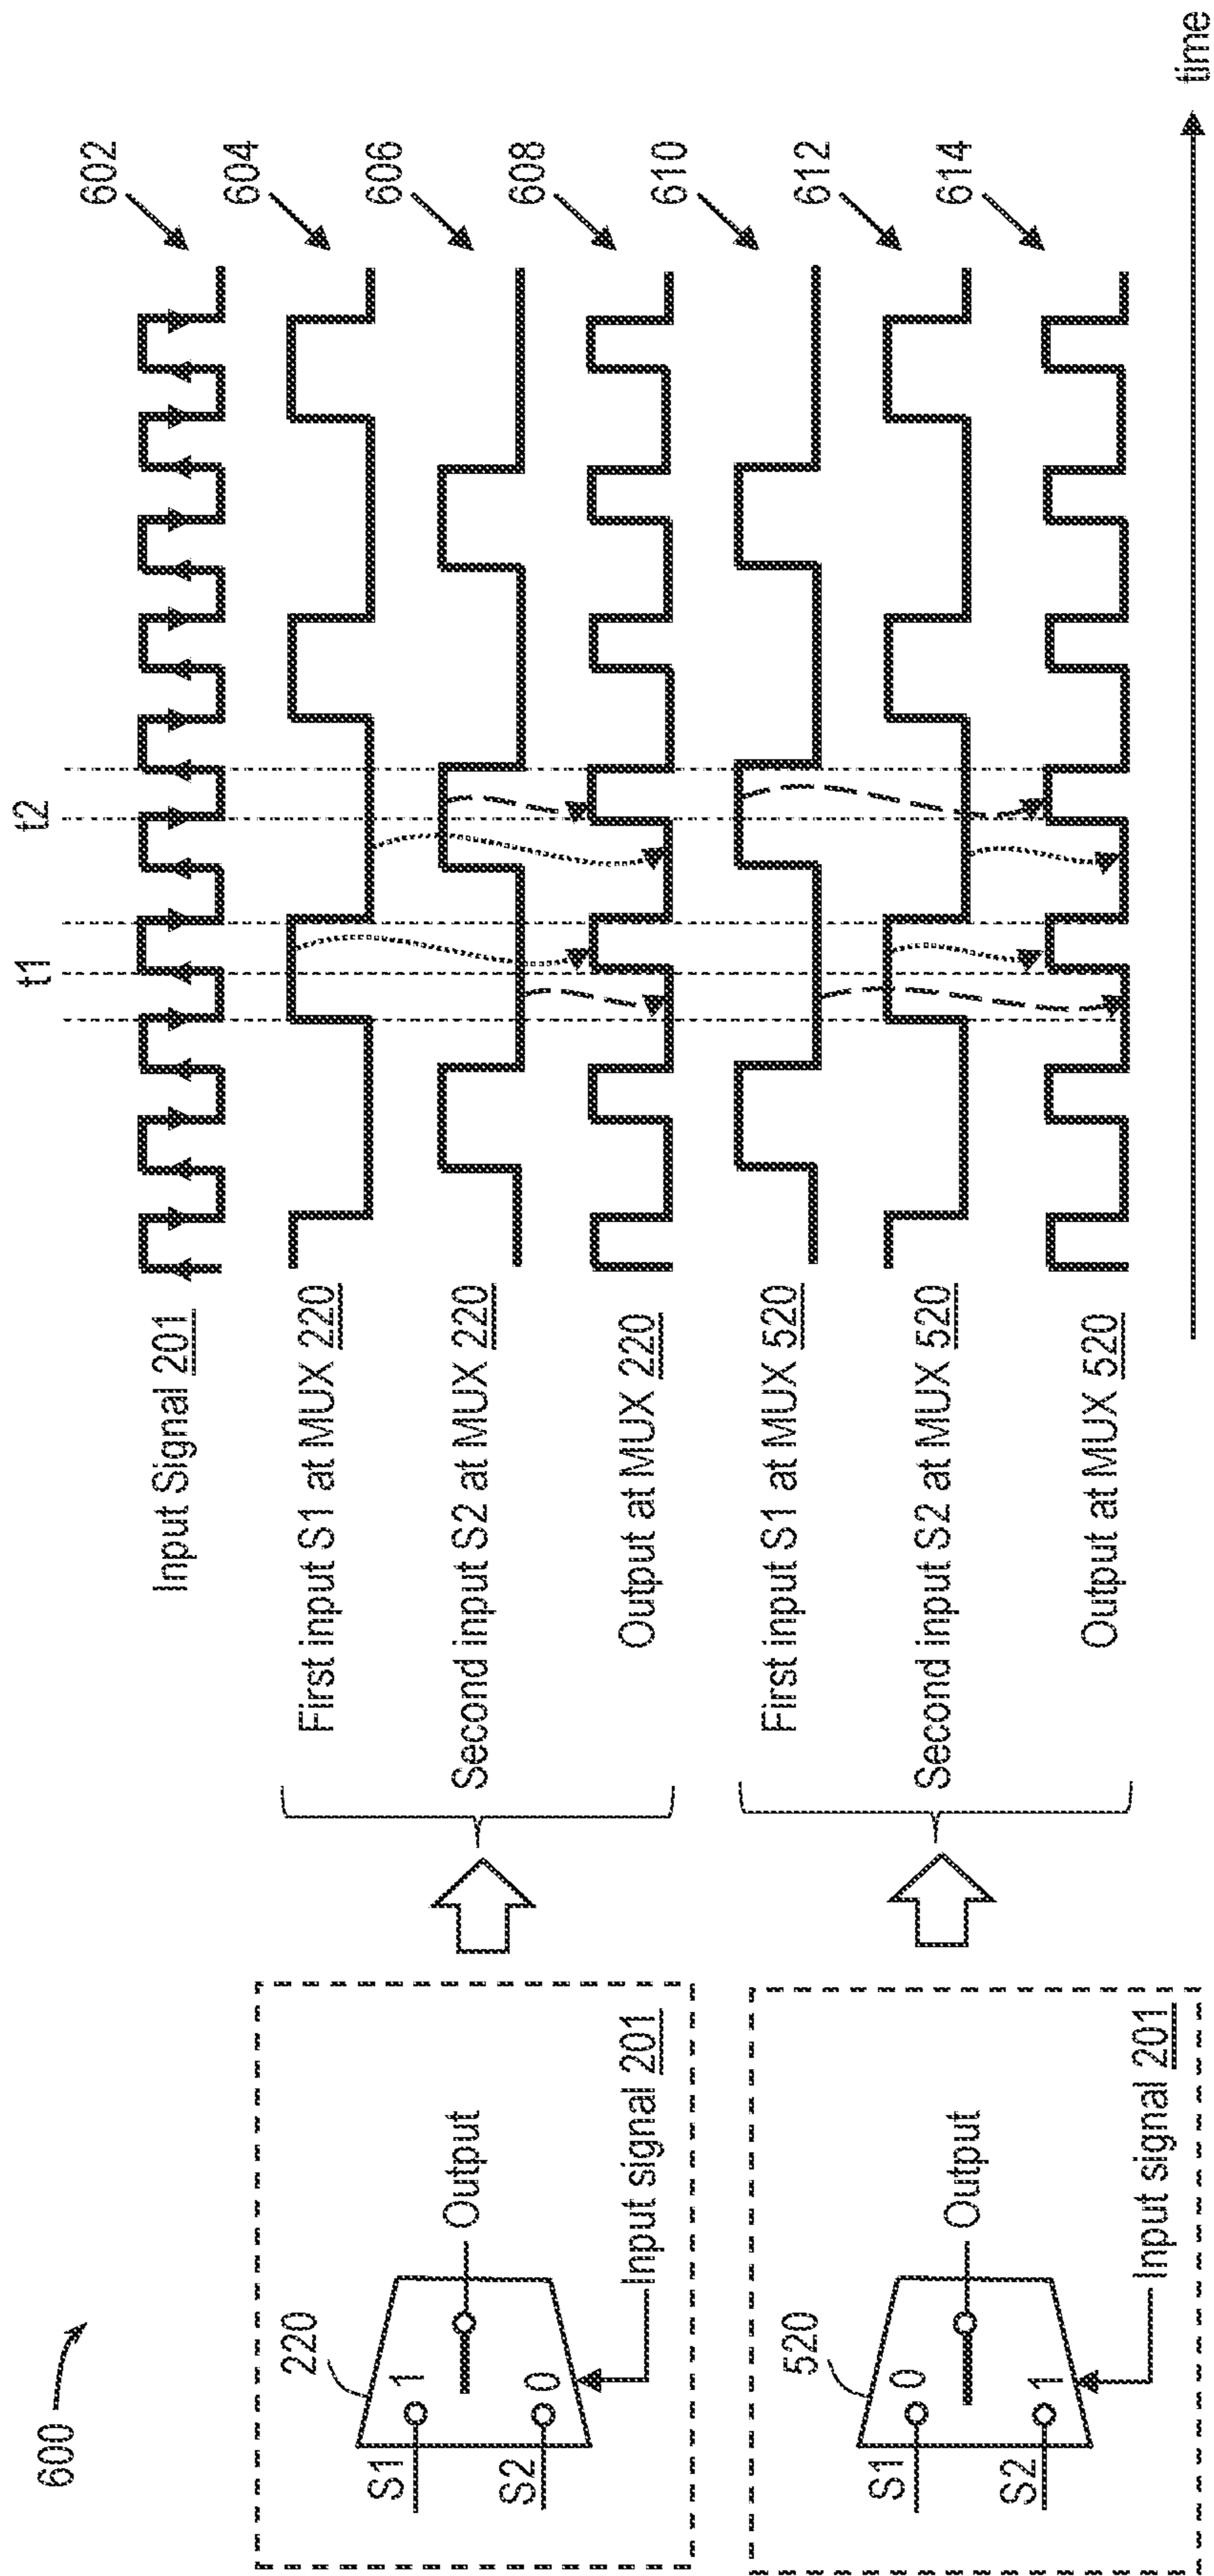 600
220
S1
1
S2
0
Output
Input signal 201
520
S1
0
S2
1
Output
Input signal 201
t1
t2
Input Signal 201
602
First input S1 at MUX 220
604
Second input S2 at MUX 220
606
Output at MUX 220
608
First input S1 at MUX 520
610
Second input S2 at MUX 520
612
Output at MUX 520
614
time